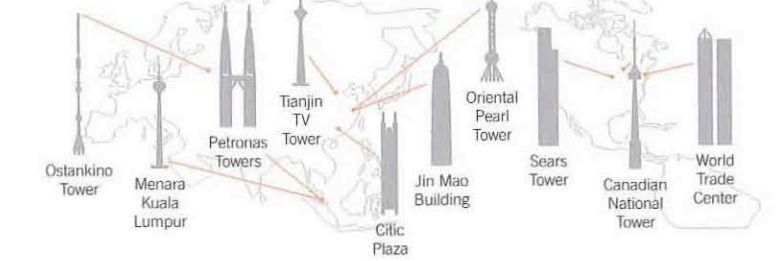 Ostankino
Tower
Menara
Kuala
Lumpur
Petronas
Towers
Tianjin
TV
Tower
Citic
Plaza
Jin Mao
Building
Oriental
Pearl
Tower
Sears
Tower
Canadian
National
Tower
World
Trade
Center